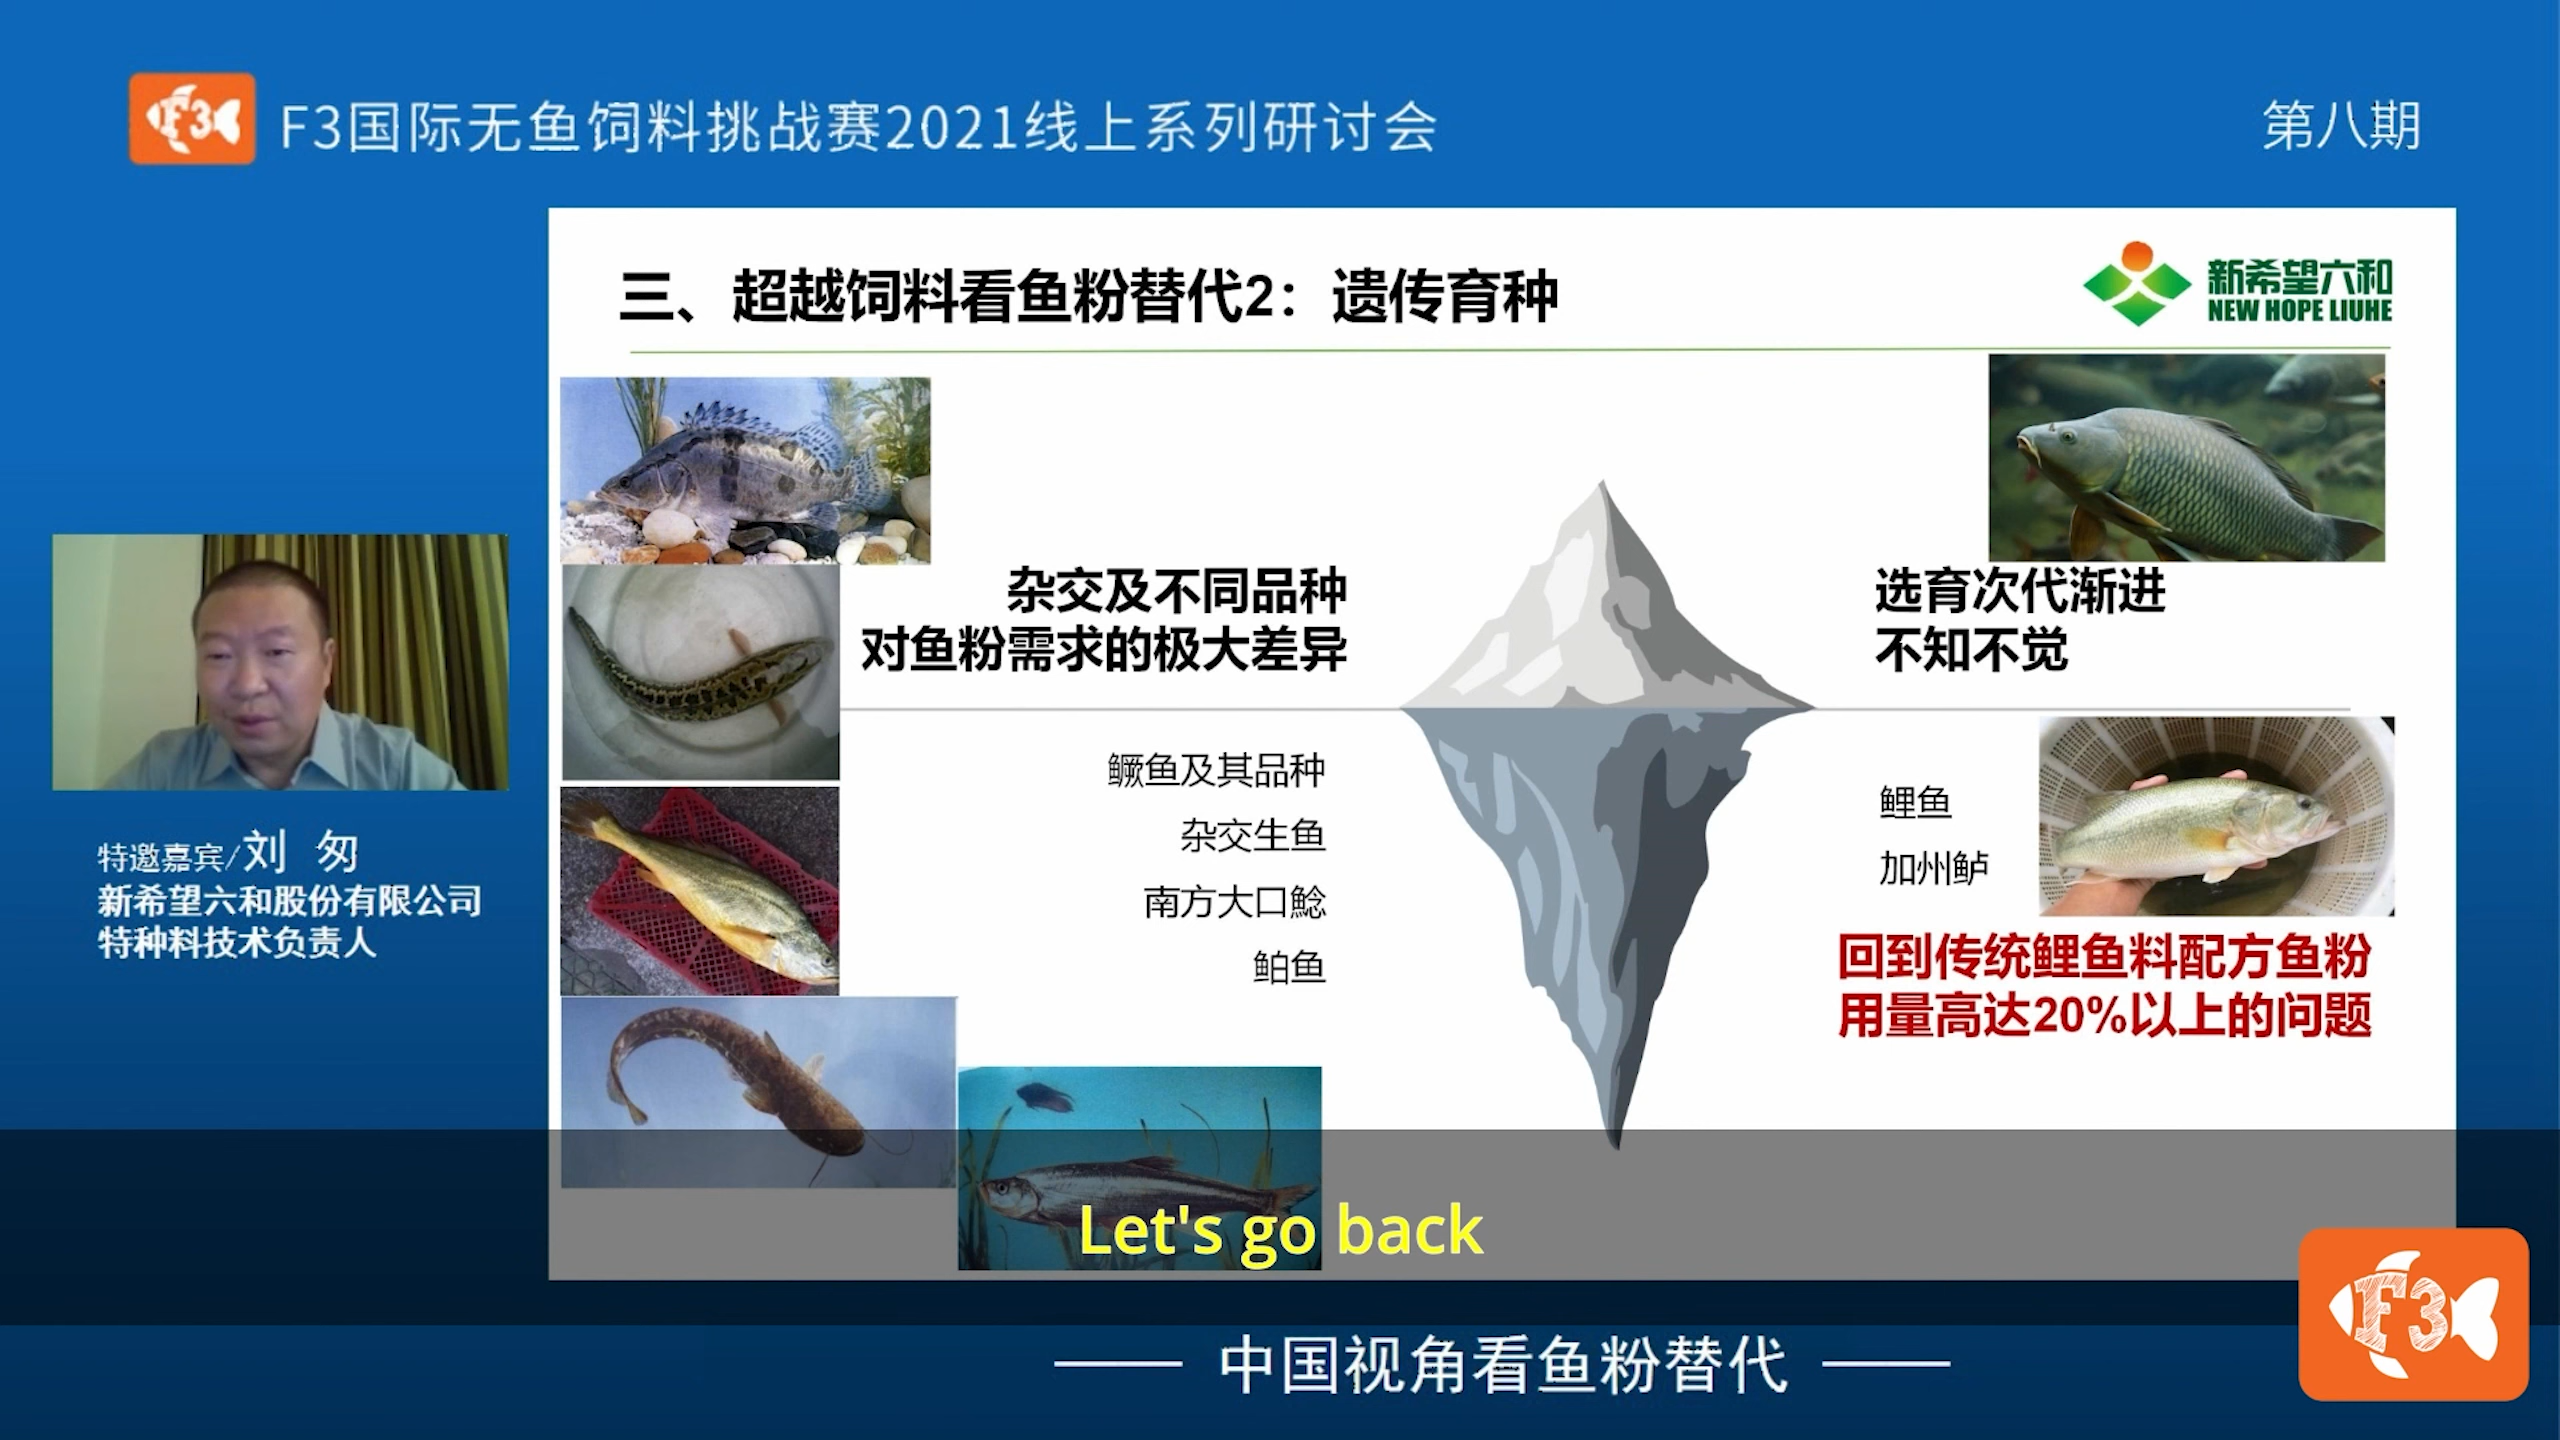 F3
F3国际无鱼饲料挑战赛2021线上系列研讨会
第八期
三、超越饲料看鱼粉替代2：遗传育种
新希望六和
NEW HOPE LIUHE
杂交及不同品种
对鱼粉需求的极大差异
选育次代渐进
不知不觉
鳜鱼及其品种
杂交生鱼
南方大口鲶
鲌鱼
鲤鱼
加州鲈
回到传统鲤鱼料配方鱼粉
用量高达20%以上的问题
特邀嘉宾/刘 匆
新希望六和股份有限公司
特种料技术负责人
Let's go back
中国视角看鱼粉替代
F3